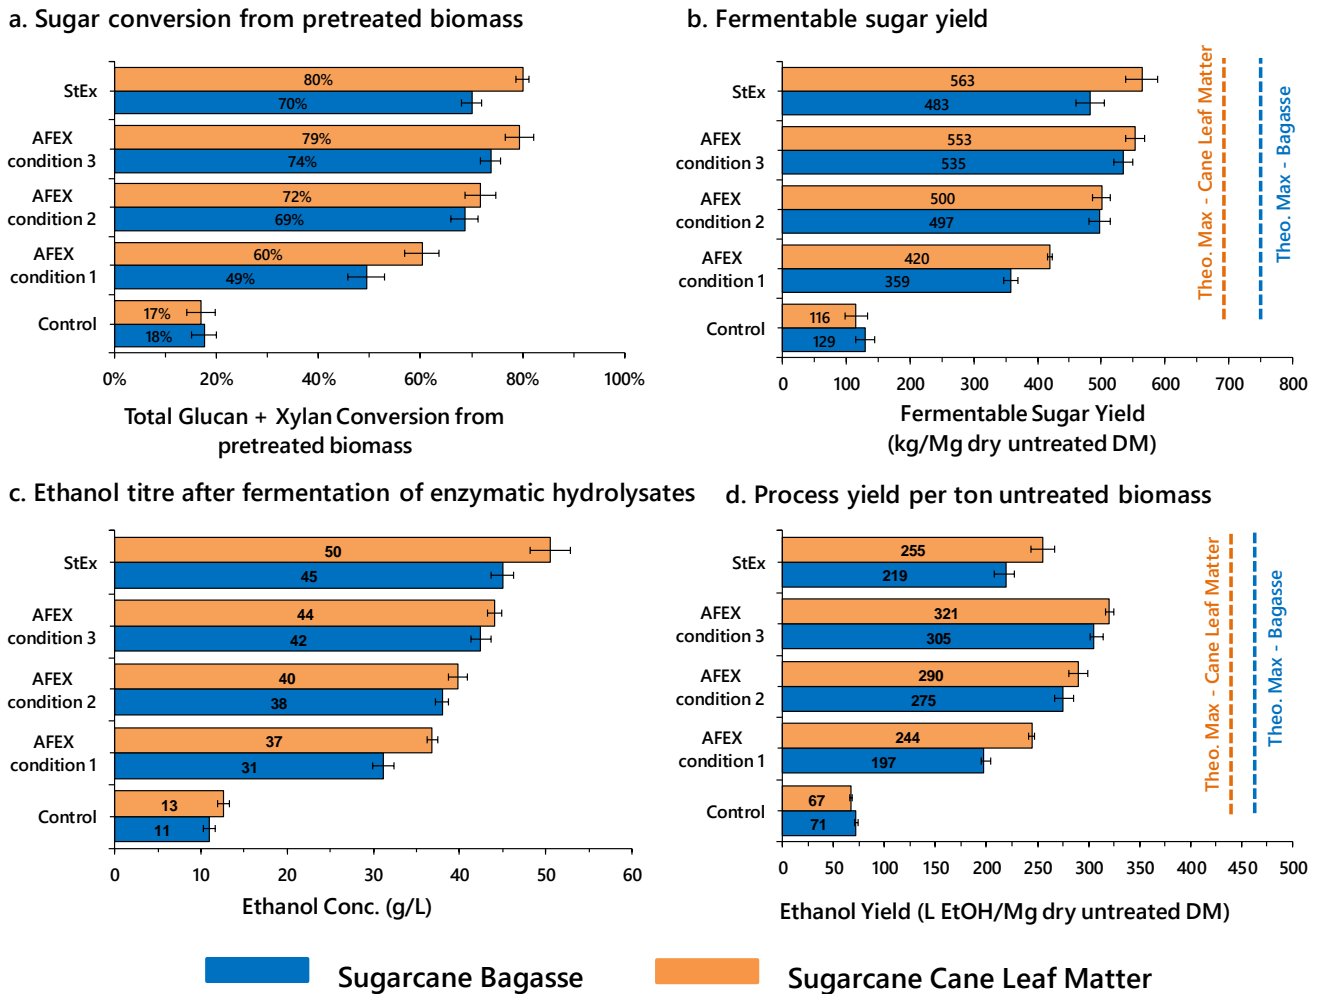 a. Sugar conversion from pretreated biomass
StEx
80%
70%
AFEX
condition 3
79%
74%
AFEX
condition 2
72%
69%
AFEX
condition 1
60%
49%
Control
17%
18%
0% 20% 40% 60% 80% 100%
Total Glucan + Xylan Conversion from
pretreated biomass
b. Fermentable sugar yield
StEx
563
483
AFEX
condition 3
553
535
AFEX
condition 2
500
497
AFEX
condition 1
420
359
Control
116
129
Theo. Max - Cane Leaf Matter
Theo. Max - Bagasse
0 100 200 300 400 500 600 700 800
Fermentable Sugar Yield
(kg/Mg dry untreated DM)
c. Ethanol titre after fermentation of enzymatic hydrolysates
StEx
50
45
AFEX
condition 3
44
42
AFEX
condition 2
40
38
AFEX
condition 1
37
31
Control
13
11
0 10 20 30 40 50 60
Ethanol Conc. (g/L)
d. Process yield per ton untreated biomass
StEx
255
219
AFEX
condition 3
321
305
AFEX
condition 2
290
275
AFEX
condition 1
244
197
Control
67
71
Theo. Max - Cane Leaf Matter
Theo. Max - Bagasse
0 50 100 150 200 250 300 350 400 450 500
Ethanol Yield (L EtOH/Mg dry untreated DM)
Sugarcane Bagasse
Sugarcane Cane Leaf Matter